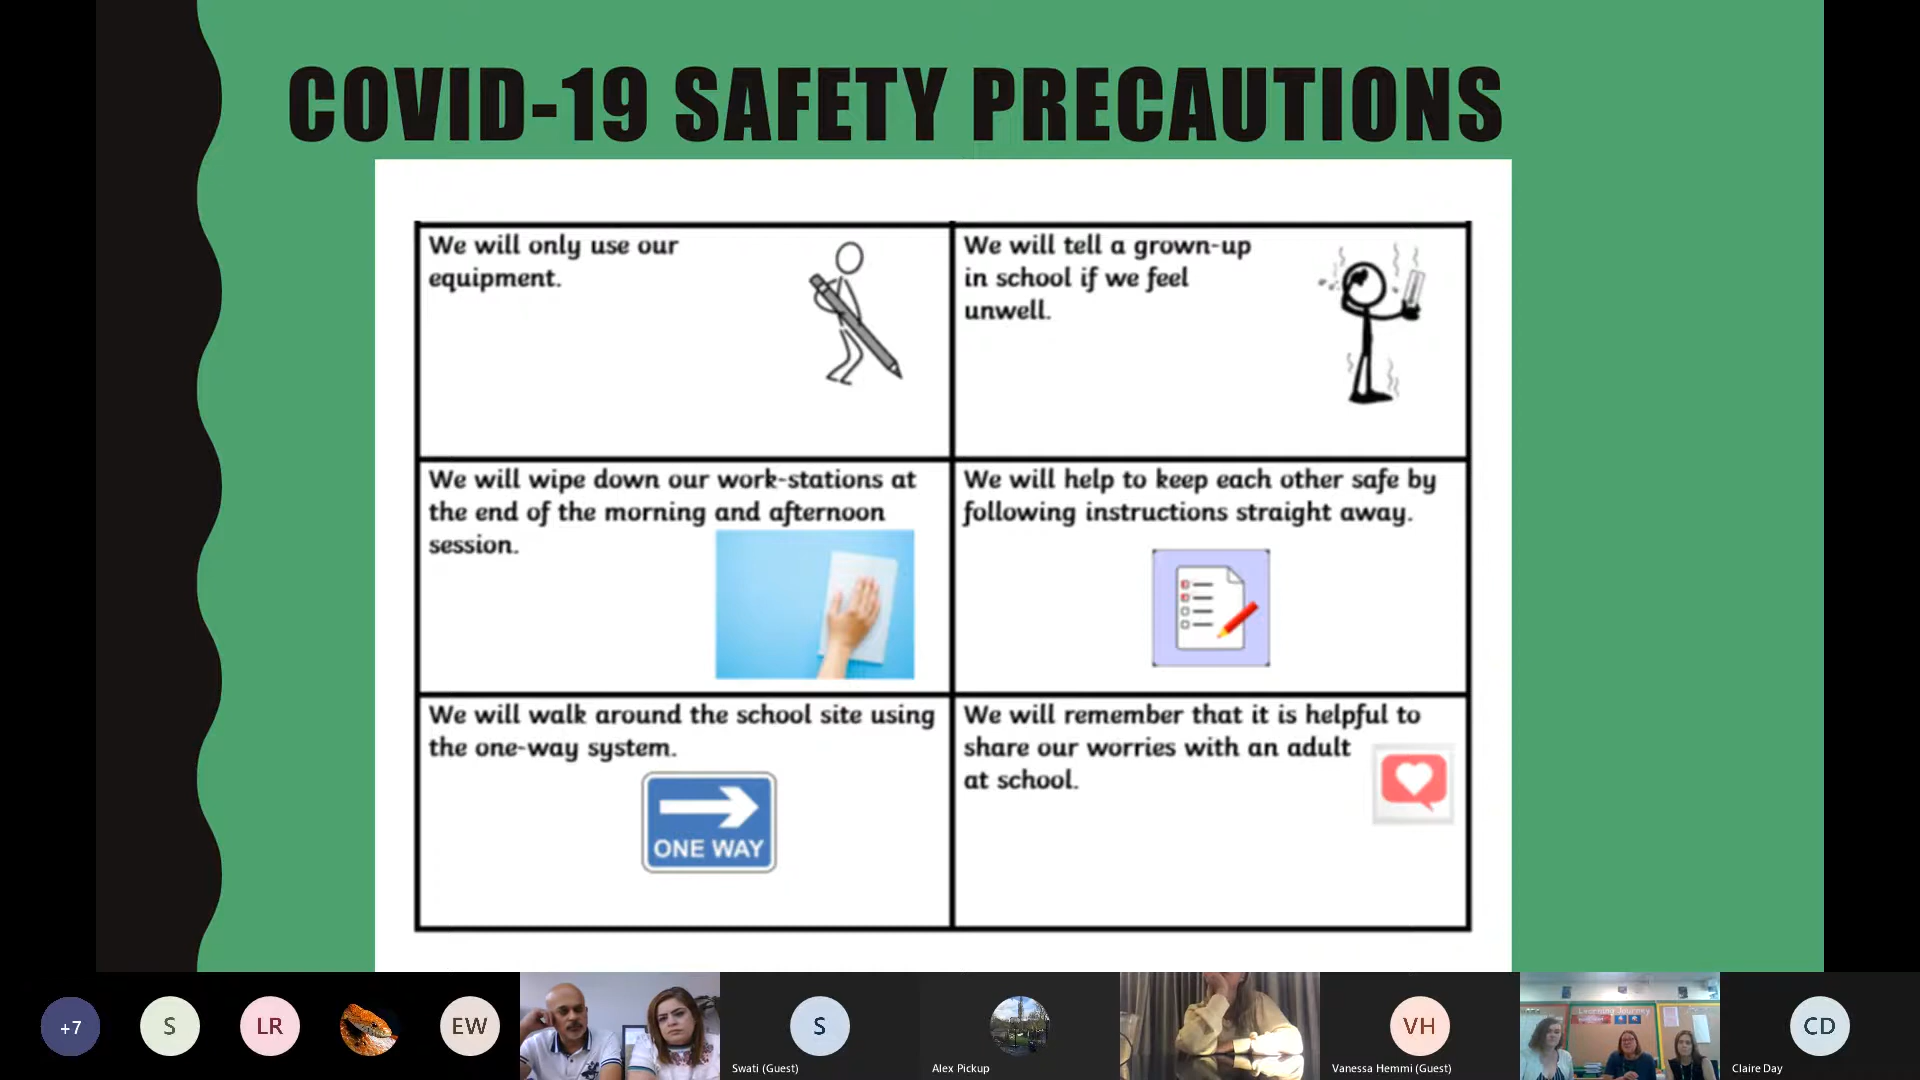 COVID-19 SAFETY PRECAUTIONS
We will only use our
equipment.
We will tell a grown-up
in school if we feel
unwell.
We will wipe down our work-stations at
the end of the morning and afternoon
session.
We will help to keep each other safe by
following instructions straight away.
We will walk around the school site using
the one-way system.
ONE WAY
We will remember that it is helpful to
share our worries with an adult
at school.
+7
S
LR
EW
S
Swati (Guest)
Alex Pickup
VH
Vanessa Hemmi (Guest)
Learning Journey
CD
Claire Day